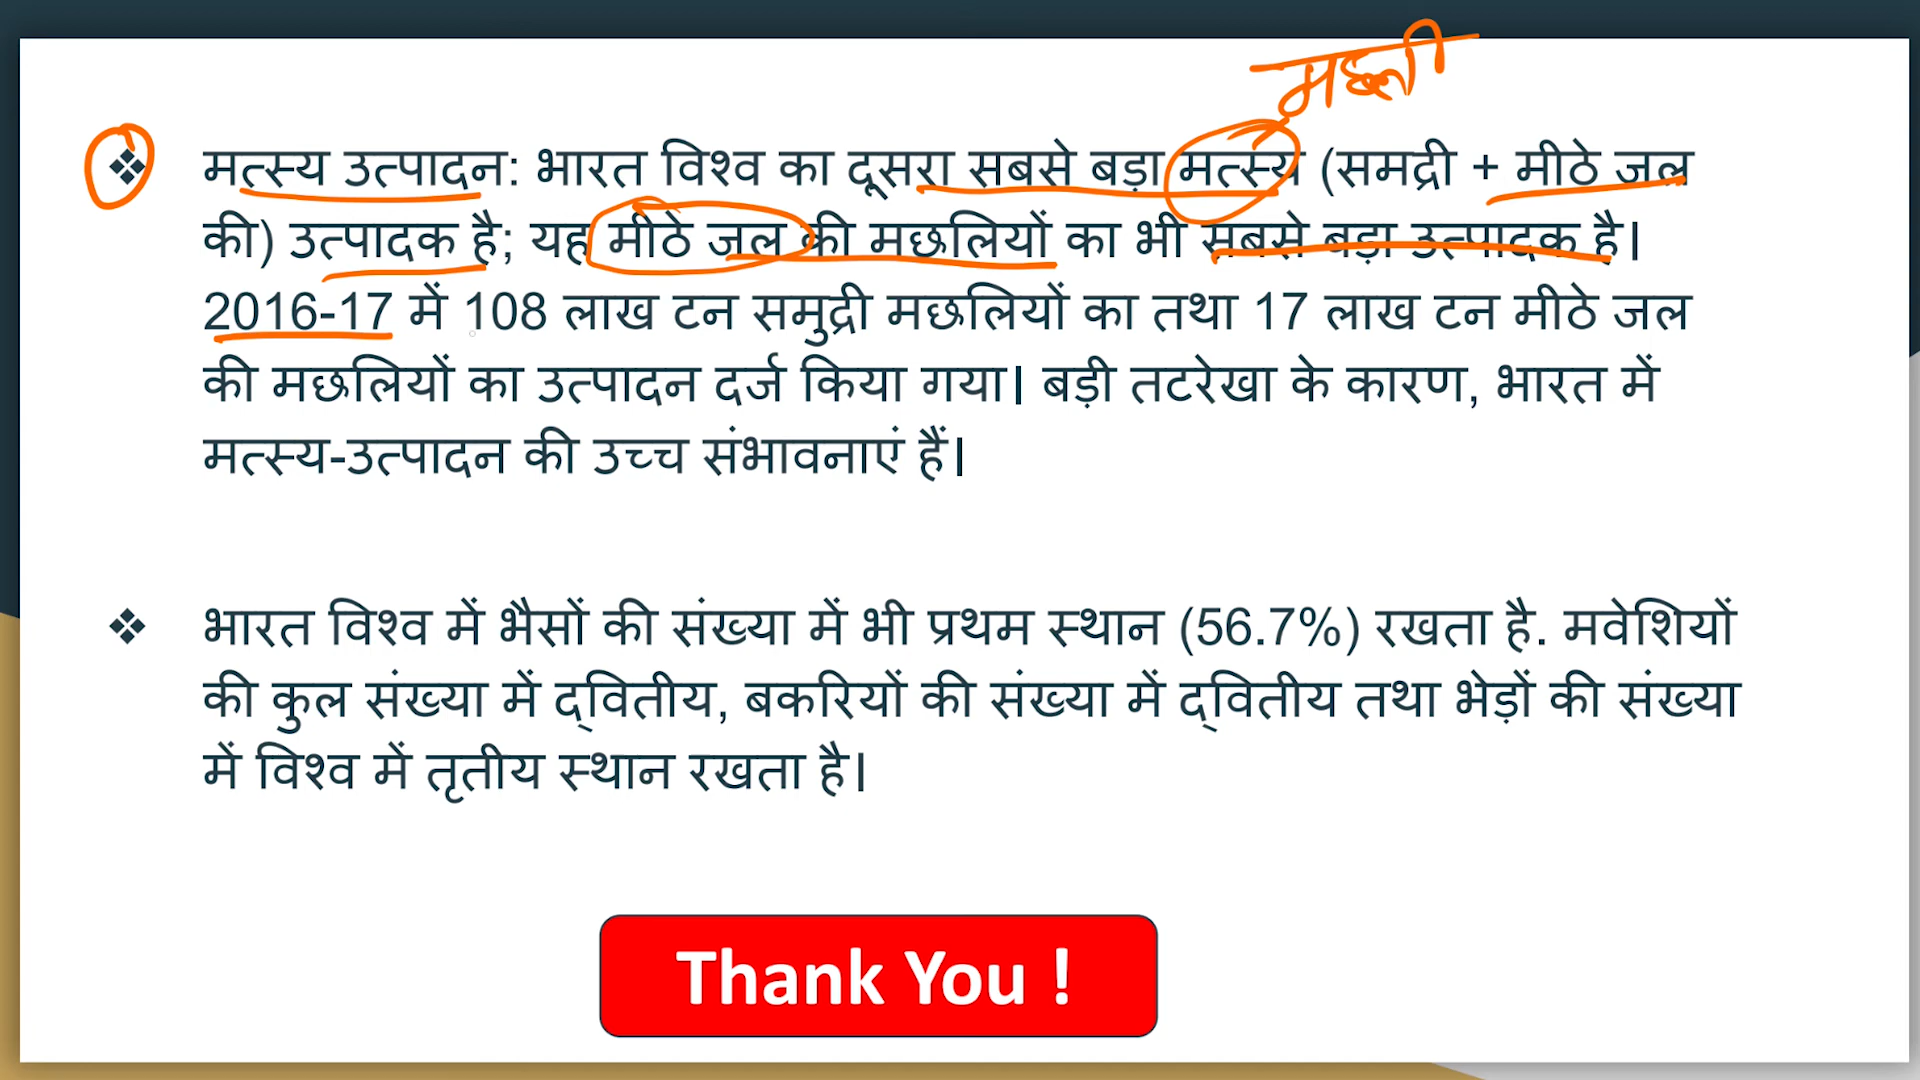 मछली
❖ मत्स्य उत्पादन: भारत विश्व का दूसरा सबसे बड़ा मत्स्य (समद्री + मीठे जल
की) उत्पादक है; यह मीठे जल की मछलियों का भी सबसे बड़ा उत्पादक है।
2016-17 में 108 लाख टन समुद्री मछलियों का तथा 17 लाख टन मीठे जल
की मछलियों का उत्पादन दर्ज किया गया। बड़ी तटरेखा के कारण, भारत में
मत्स्य-उत्पादन की उच्च संभावनाएं हैं।
❖ भारत विश्व में भैसों की संख्या में भी प्रथम स्थान (56.7%) रखता है. मवेशियों
की कुल संख्या में द्वितीय, बकरियों की संख्या में द्वितीय तथा भेड़ों की संख्या
में विश्व में तृतीय स्थान रखता है।
Thank You !